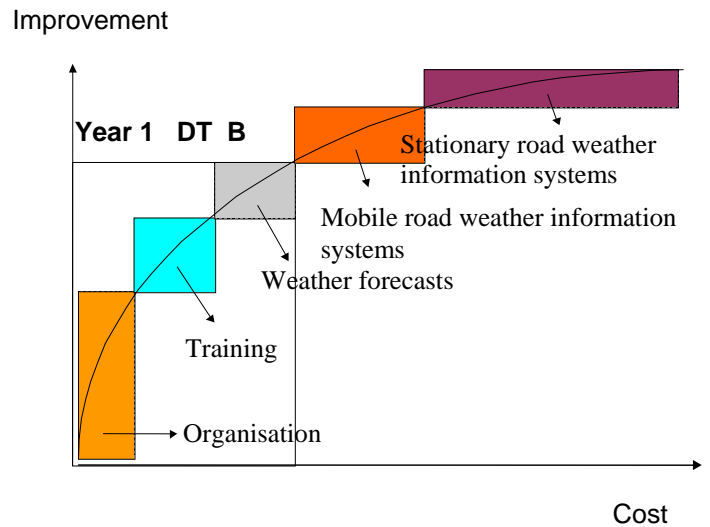 Improvement
Year 1 DT B
Stationary road weather
information systems
Mobile road weather information
systems
Weather forecasts
Training
Organisation
Cost